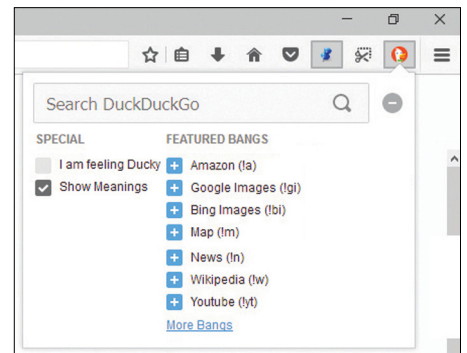 Search DuckDuckGo
SPECIAL
I am feeling Ducky
Show Meanings
FEATURED BANGS
Amazon (!a)
Google Images (!gi)
Bing Images (!bi)
Map (!m)
News (!n)
Wikipedia (!w)
Youtube (!yt)
More Bangs